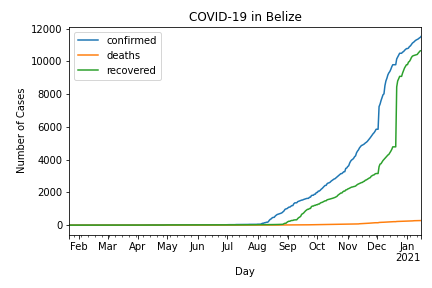 COVID-19 in Belize
12000
10000
8000
6000
4000
2000
0
Number of Cases
confirmed
deaths
recovered
Feb Mar Apr May Jun Jul Aug Sep Oct Nov Dec Jan
2021
Day